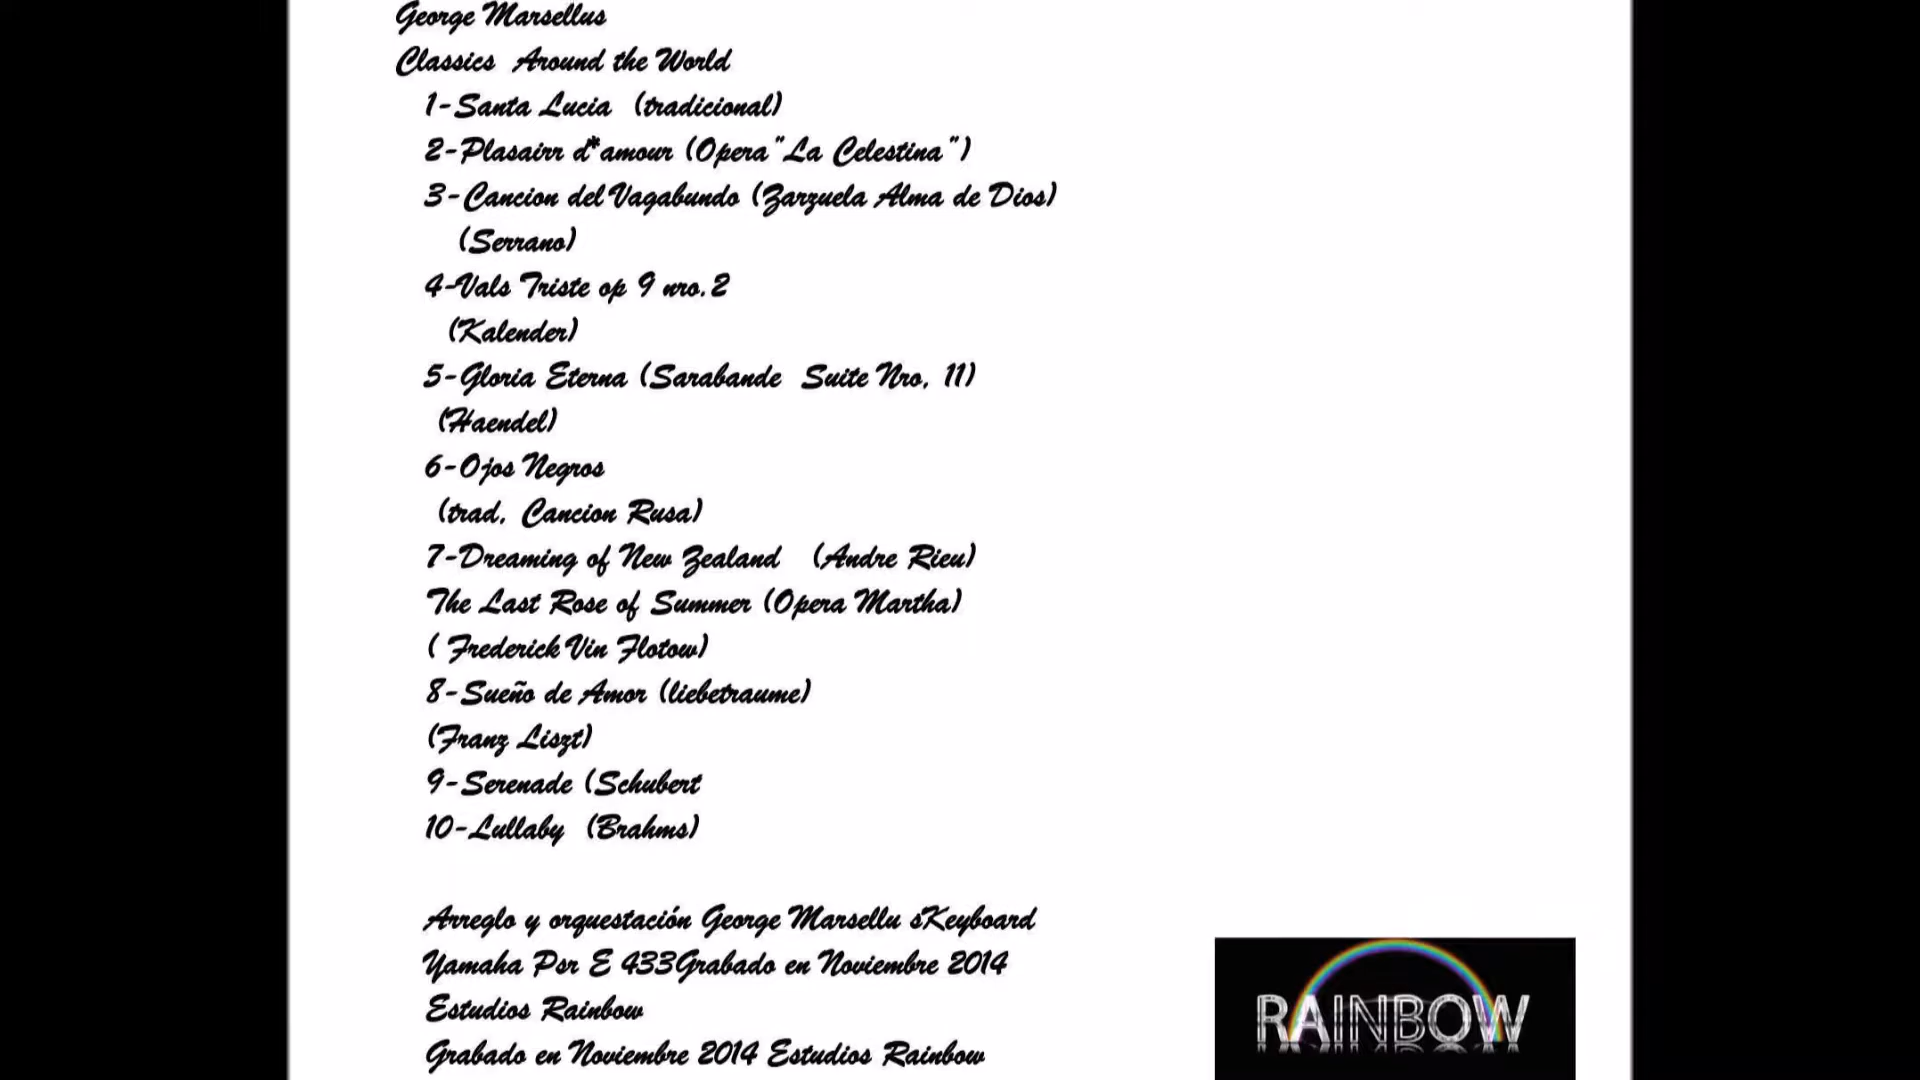 George Marsellus
Classics Around the World
1-Santa Lucia (tradicional)
2-Plasairr d*amour (Opera"La Celestina")
3-Cancion del Vagabundo (Zarzuela Alma de Dios)
(Serrano)
4-Vals Triste op 9 nro.2
(Kalender)
5-Gloria Eterna (Sarabande Suite Nro, 11)
(Haendel)
6-Ojos Negros
(trad, Cancion Rusa)
7-Dreaming of New Zealand (Andre Rieu)
The Last Rose of Summer (Opera Martha)
( Frederick Vin Flotow)
8-Sueño de Amor (liebetraume)
(Franz Liszt)
9-Serenade (Schubert
10-Lullaby (Brahms)
Arreglo y orquestación George Marsellu sKeyboard
Yamaha Psr E 433Grabado en Noviembre 2014
Estudios Rainbow
Grabado en Noviembre 2014 Estudios Rainbow
RAINBOW